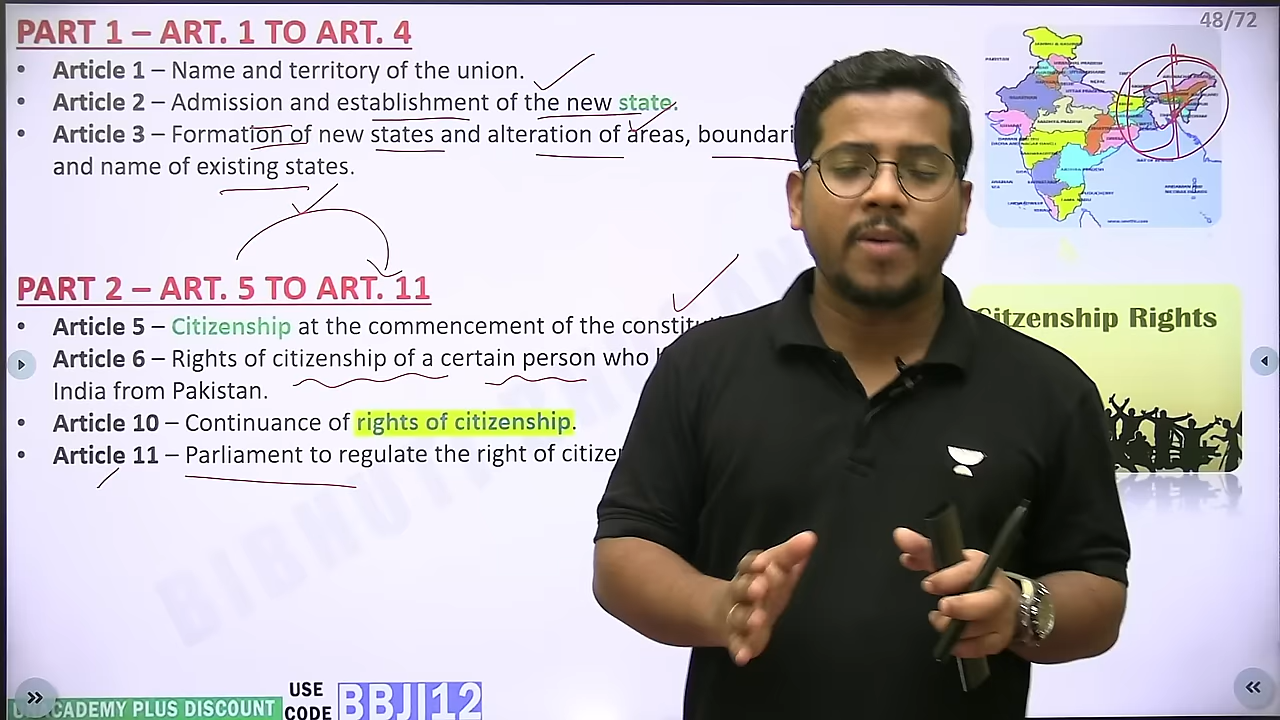 48/72
PART 1 – ART. 1 TO ART. 4
• Article 1 – Name and territory of the union.
• Article 2 – Admission and establishment of the new state.
• Article 3 – Formation of new states and alteration of areas, boundari
and name of existing states.
PART 2 – ART. 5 TO ART. 11
• Article 5 – Citizenship at the commencement of the constitu
• Article 6 – Rights of citizenship of a certain person who
India from Pakistan.
• Article 10 – Continuance of rights of citizenship.
• Article 11 – Parliament to regulate the right of citize
Citzenship Rights
ACADEMY PLUS DISCOUNT
USE
CODE
BBJI12